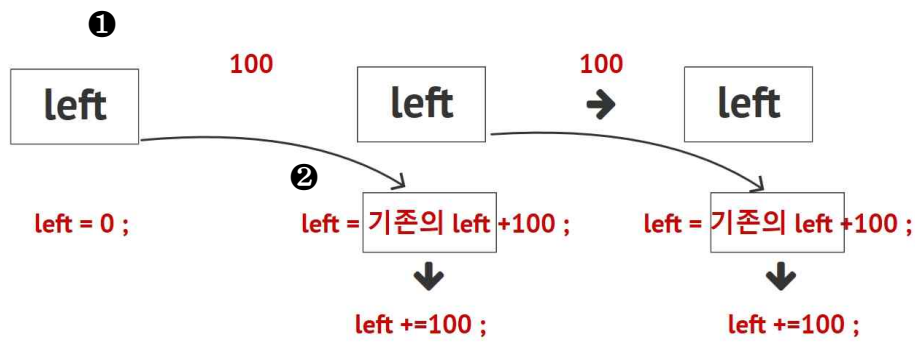 ❶
100
100
left
left
➔
left
❷
left = 0 ;
left = 기존의 left +100 ;
left = 기존의 left +100 ;
left +=100 ;
left +=100 ;